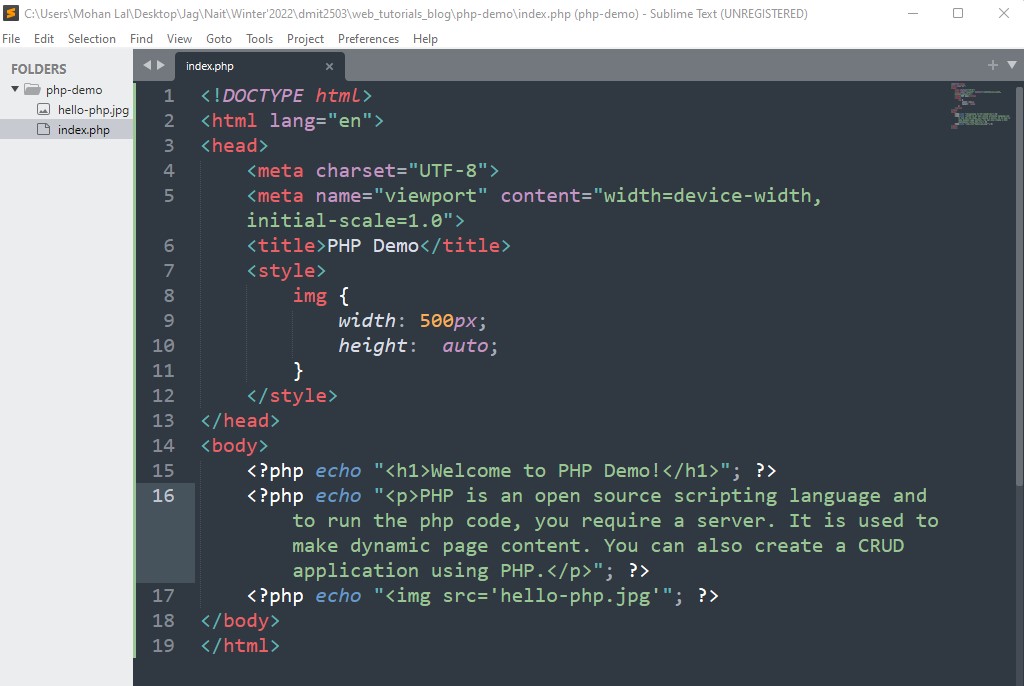 C:\Users\Mohan Lal\Desktop\Jag\Nait\Winter'2022\dmit2503\web_tutorials_blog\php-demo\index.php (php-demo) - Sublime Text (UNREGISTERED)
File Edit Selection Find View Goto Tools Project Preferences Help
FOLDERS
php-demo
hello-php.jpg
index.php
index.php
1 <!DOCTYPE html>
2 <html lang="en">
3 <head>
4 <meta charset="UTF-8">
5 <meta name="viewport" content="width=device-width,
initial-scale=1.0">
6 <title>PHP Demo</title>
7 <style>
8 img {
9 width: 500px;
10 height:  auto;
11 }
12 </style>
13 </head>
14 <body>
15 <?php echo "<h1>Welcome to PHP Demo!</h1>"; ?>
16 <?php echo "<p>PHP is an open source scripting language and
to run the php code, you require a server. It is used to
make dynamic page content. You can also create a CRUD
application using PHP.</p>"; ?>
17 <?php echo "<img src='hello-php.jpg'"; ?>
18 </body>
19 </html>